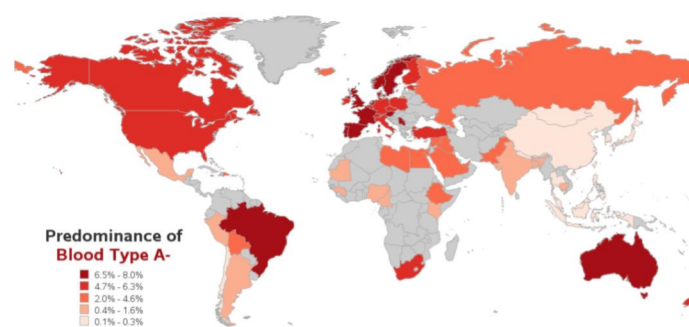 Predominance of
Blood Type A-
6.5% - 8.0%
4.7% - 6.3%
2.0% - 4.6%
0.4% - 1.6%
0.1% - 0.3%